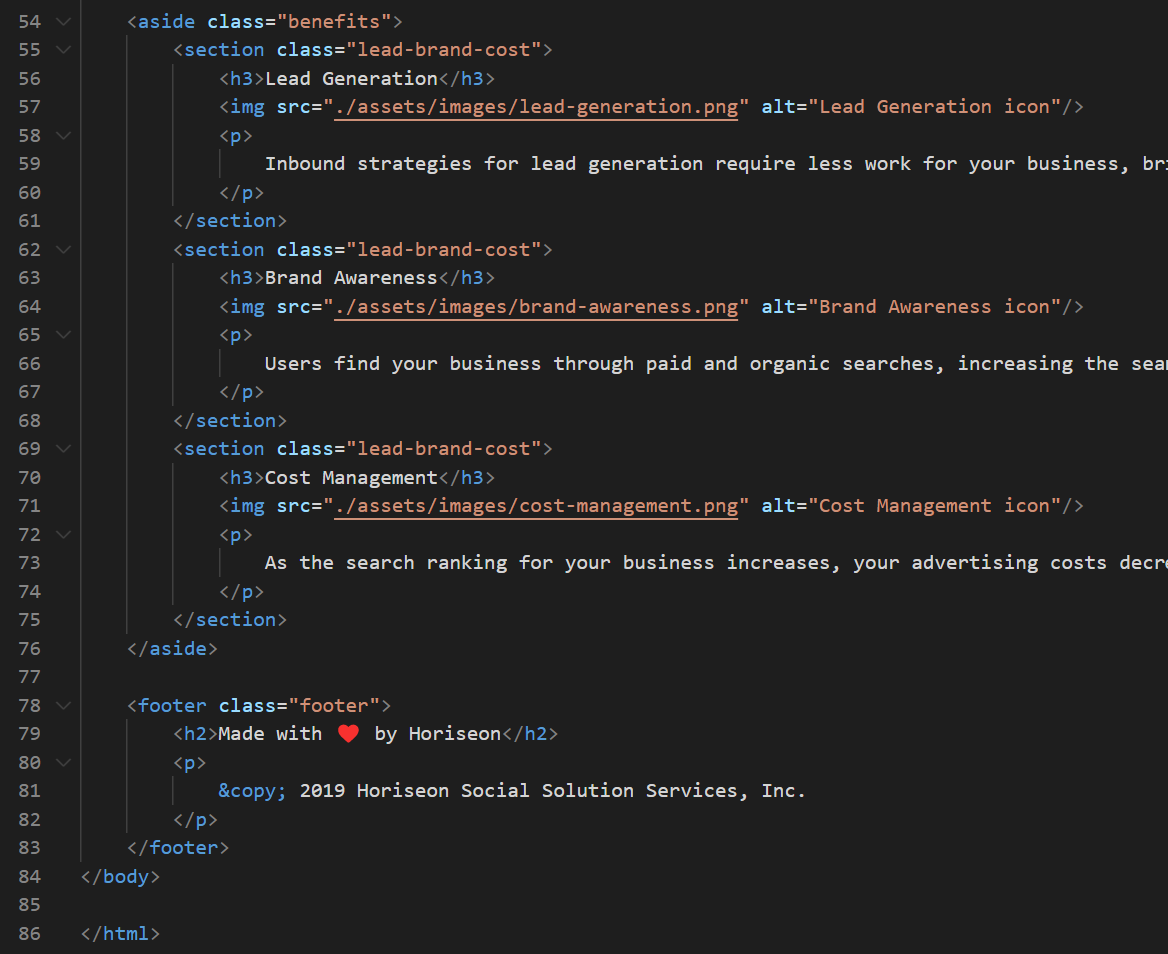 54 <aside class="benefits">
55 <section class="lead-brand-cost">
56 <h3>Lead Generation</h3>
57 <img src="./assets/images/lead-generation.png" alt="Lead Generation icon"/>
58 <p>
59 Inbound strategies for lead generation require less work for your business,
60 </p>
61 </section>
62 <section class="lead-brand-cost">
63 <h3>Brand Awareness</h3>
64 <img src="./assets/images/brand-awareness.png" alt="Brand Awareness icon"/>
65 <p>
66 Users find your business through paid and organic searches, increasing the
67 </p>
68 </section>
69 <section class="lead-brand-cost">
70 <h3>Cost Management</h3>
71 <img src="./assets/images/cost-management.png" alt="Cost Management icon"/>
72 <p>
73 As the search ranking for your business increases, your advertising costs
74 </p>
75 </section>
76 </aside>
77
78 <footer class="footer">
79 <h2>Made with ❤️ by Horiseon</h2>
80 <p>
81 &copy; 2019 Horiseon Social Solution Services, Inc.
82 </p>
83 </footer>
84 </body>
85
86 </html>